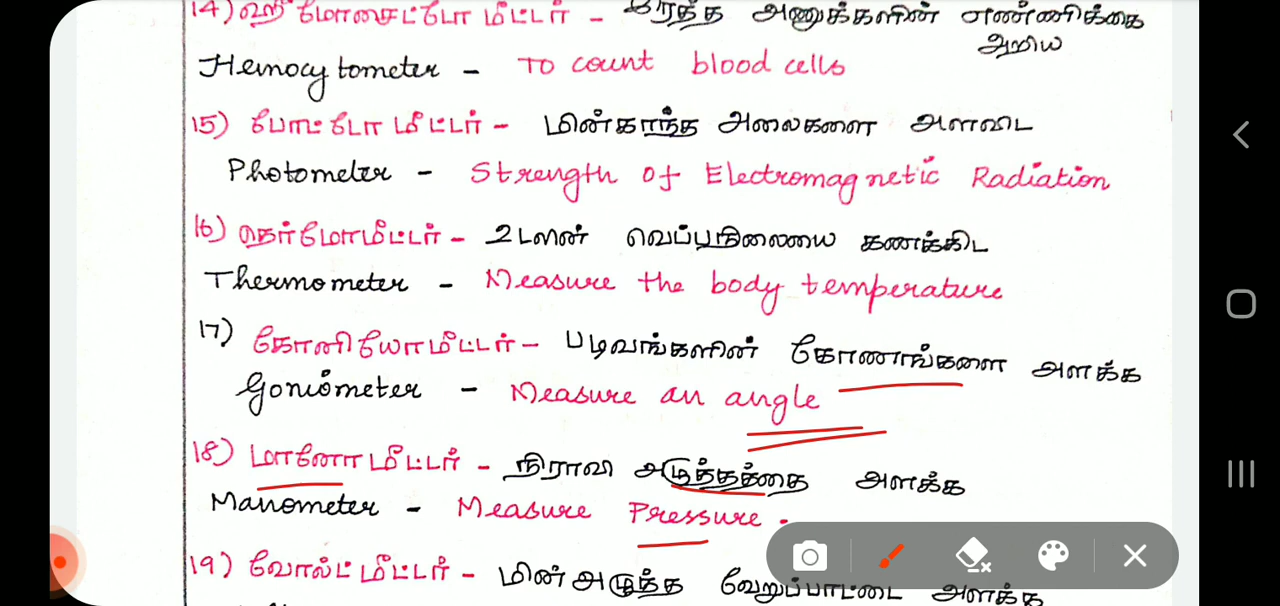 14) ஹீமோசைட்டோ மீட்டர் - இரத்த அணுக்களின் எண்ணிக்கை
அறிய
Hemocytometer - To count blood cells
15) போட்டோ மீட்டர் - மின்காந்த அலைகளை அளவிட
Photometer - Strength of Electromagnetic Radiation
16) தெர்மோமீட்டர் - உடலின் வெப்பநிலையை கணக்கிட
Thermometer - Measure the body temperature
17) கோனியோமீட்டர் - படிவங்களின் கோணங்களை அளக்க
Goniometer - Measure an angle
18) மானோமீட்டர் - நிராவி அழுத்தத்தை அளக்க
Manometer - Measure Pressure.
19) வோல்ட் மீட்டர் - மின் அழுத்த வேறுப்பாட்டை அளக்க